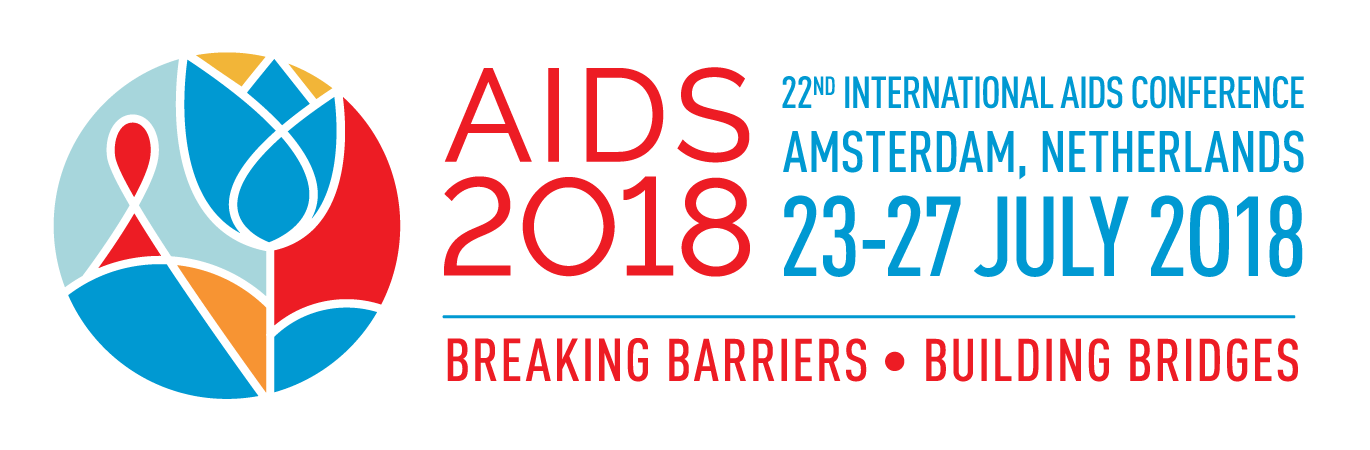 AIDS
2018
22ND INTERNATIONAL AIDS CONFERENCE
AMSTERDAM, NETHERLANDS
23-27 JULY 2018
BREAKING BARRIERS • BUILDING BRIDGES